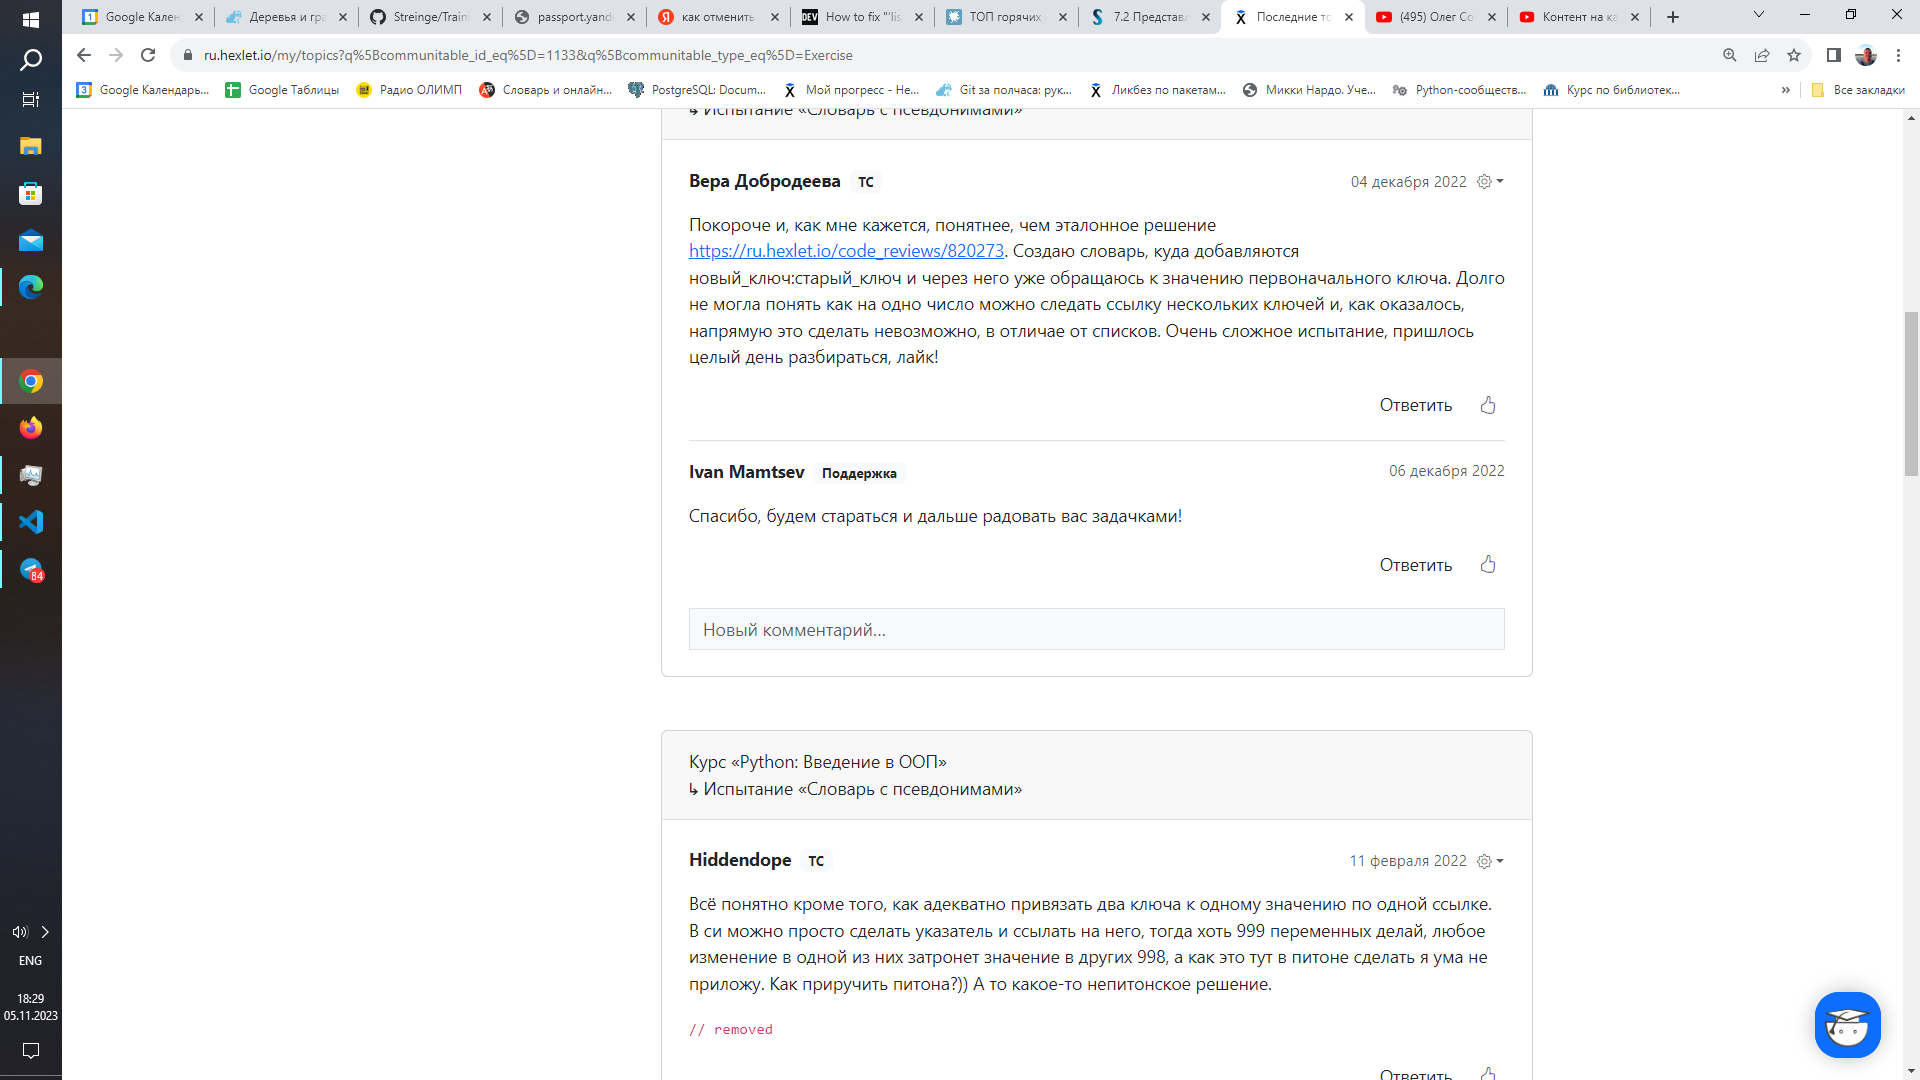 Google Кален
Деревья и гра
Streinge/Traini
passport.yand
как отменить
How to fix "'lis
ТОП горячих
7.2 Представл
Последние то
(495) Олег Со
Контент на ка
ru.hexlet.io/my/topics?q%5Bcommunitable_id_eq%5D=1133&q%5Bcommunitable_type_eq%5D=Exercise
Google Календарь...
Google Таблицы
Радио ОЛИМП
Словарь и онлайн...
PostgreSQL: Docum...
Мой прогресс - Не...
Git за полчаса: рук...
Ликбез по пакетам...
Микки Нардо. Уче...
Python-сообществ...
Курс по библиотек...
»
Все закладки
↳ Испытание «Словарь с псевдонимами»
Вера Добродеева ТС
04 декабря 2022
Покороче и, как мне кажется, понятнее, чем эталонное решение
https://ru.hexlet.io/code_reviews/820273. Создаю словарь, куда добавляются
новый_ключ:старый_ключ и через него уже обращаюсь к значению первоначального ключа. Долго
не могла понять как на одно число можно следать ссылку нескольких ключей и, как оказалось,
напрямую это сделать невозможно, в отличае от списков. Очень сложное испытание, пришлось
целый день разбираться, лайк!
Ответить
Ivan Mamtsev Поддержка
06 декабря 2022
Спасибо, будем стараться и дальше радовать вас задачками!
Ответить
Новый комментарий...
Курс «Python: Введение в ООП»
↳ Испытание «Словарь с псевдонимами»
Hiddendope ТС
11 февраля 2022
Всё понятно кроме того, как адекватно привязать два ключа к одному значению по одной ссылке.
В си можно просто сделать указатель и ссылать на него, тогда хоть 999 переменных делай, любое
изменение в одной из них затронет значение в других 998, а как это тут в питоне сделать я ума не
приложу. Как приручить питона?)) А то какое-то непитонское решение.
// removed
Ответить
84
ENG
18:29
05.11.2023